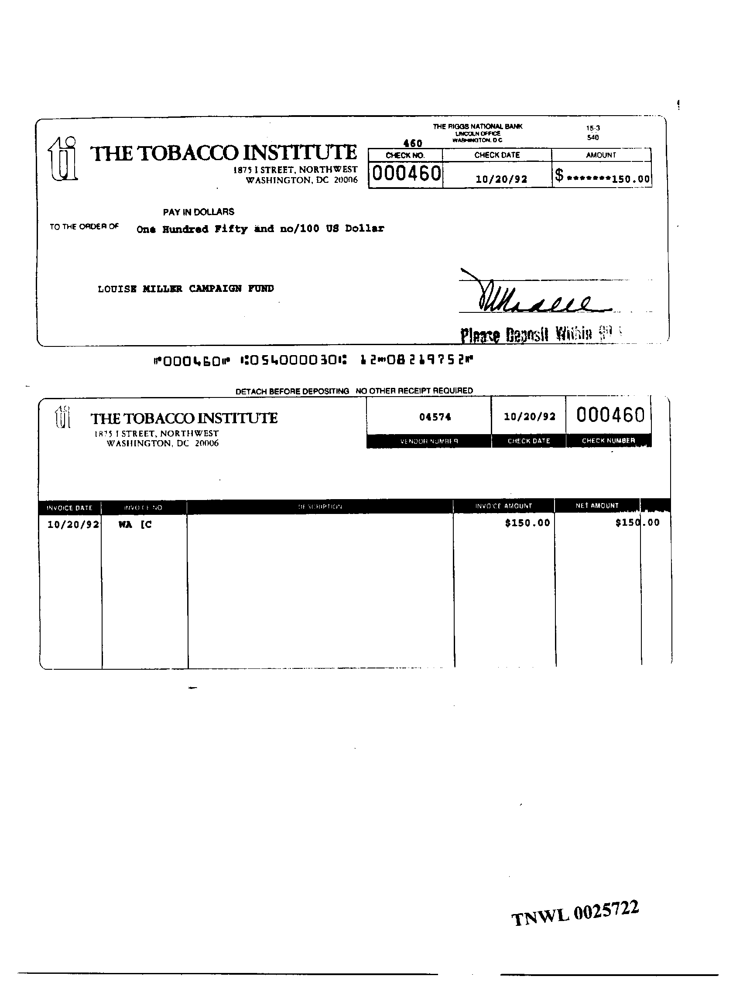 THE RIGGS NATIONAL BANK
LINCOLN OFFICE
WASHINGTON, D C
15-3
540
460
ti THE TOBACCO INSTITUTE
1875 I STREET, NORTHWEST
WASHINGTON, DC 20006
CHECK NO. CHECK DATE AMOUNT
000460 10/20/92 $*******150.00
PAY IN DOLLARS
TO THE ORDER OF One Hundred Fifty and no/100 US Dollar
LOUISE MILLER CAMPAIGN FUND
Please Deposit Within
⑈000460⑈ ⑆054000030⑆ 12⑈08219752⑈
DETACH BEFORE DEPOSITING NO OTHER RECEIPT REQUIRED
ti THE TOBACCO INSTITUTE
1875 I STREET, NORTHWEST
WASHINGTON, DC 20006
04574 10/20/92 000460
VENDOR NUMBER CHECK DATE CHECK NUMBER
INVOICE DATE INVOICE NO DESCRIPTION INVOICE AMOUNT NET AMOUNT
10/20/92 WA [C $150.00 $150.00
TNWL 0025722